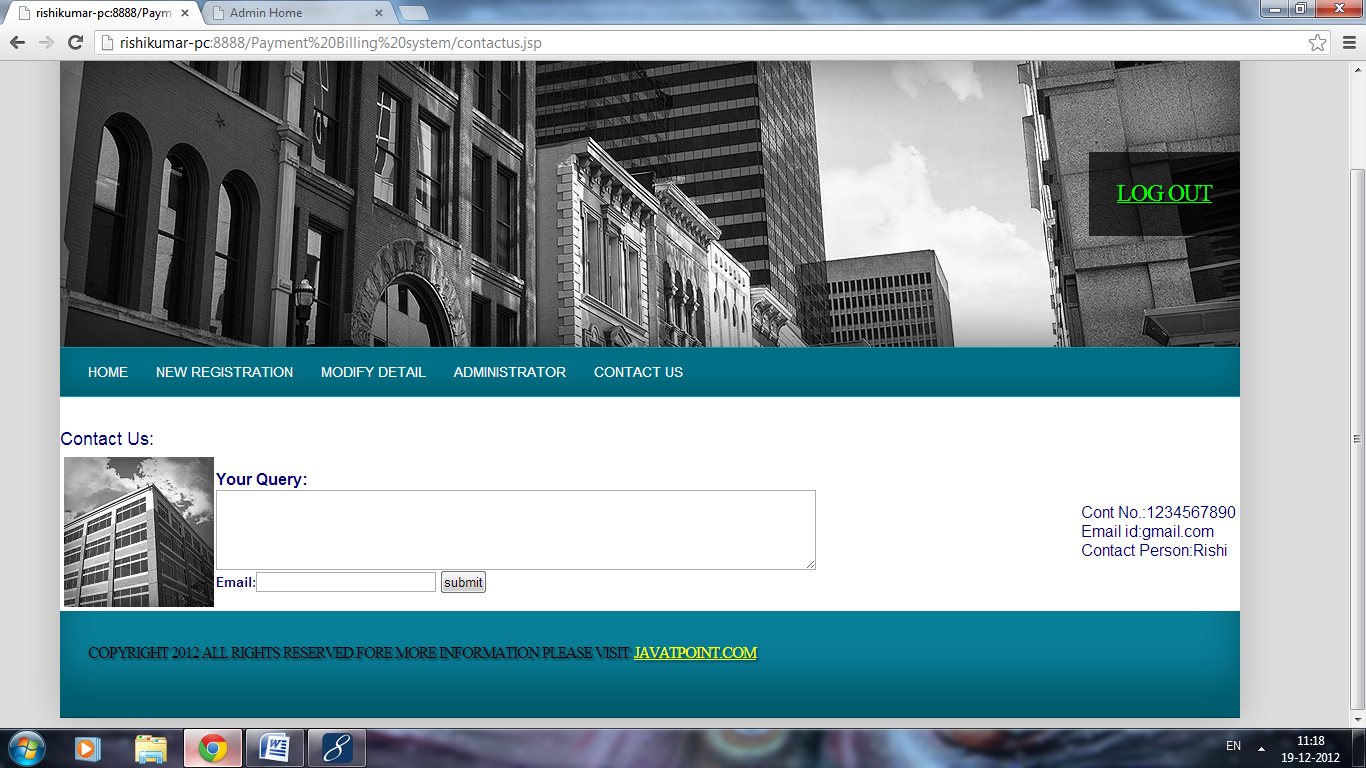 rishikumar-pc:8888/Paym
Admin Home
rishikumar-pc:8888/Payment%20Billing%20system/contactus.jsp
LOG OUT
HOME NEW REGISTRATION MODIFY DETAIL ADMINISTRATOR CONTACT US
Contact Us:
Your Query:
Cont No.:1234567890
Email id:gmail.com
Contact Person:Rishi
Email: submit
COPYRIGHT 2012 ALL RIGHTS RESERVED FORE MORE INFORMATION PLEASE VISIT: JAVATPOINT.COM
EN
11:18
19-12-2012